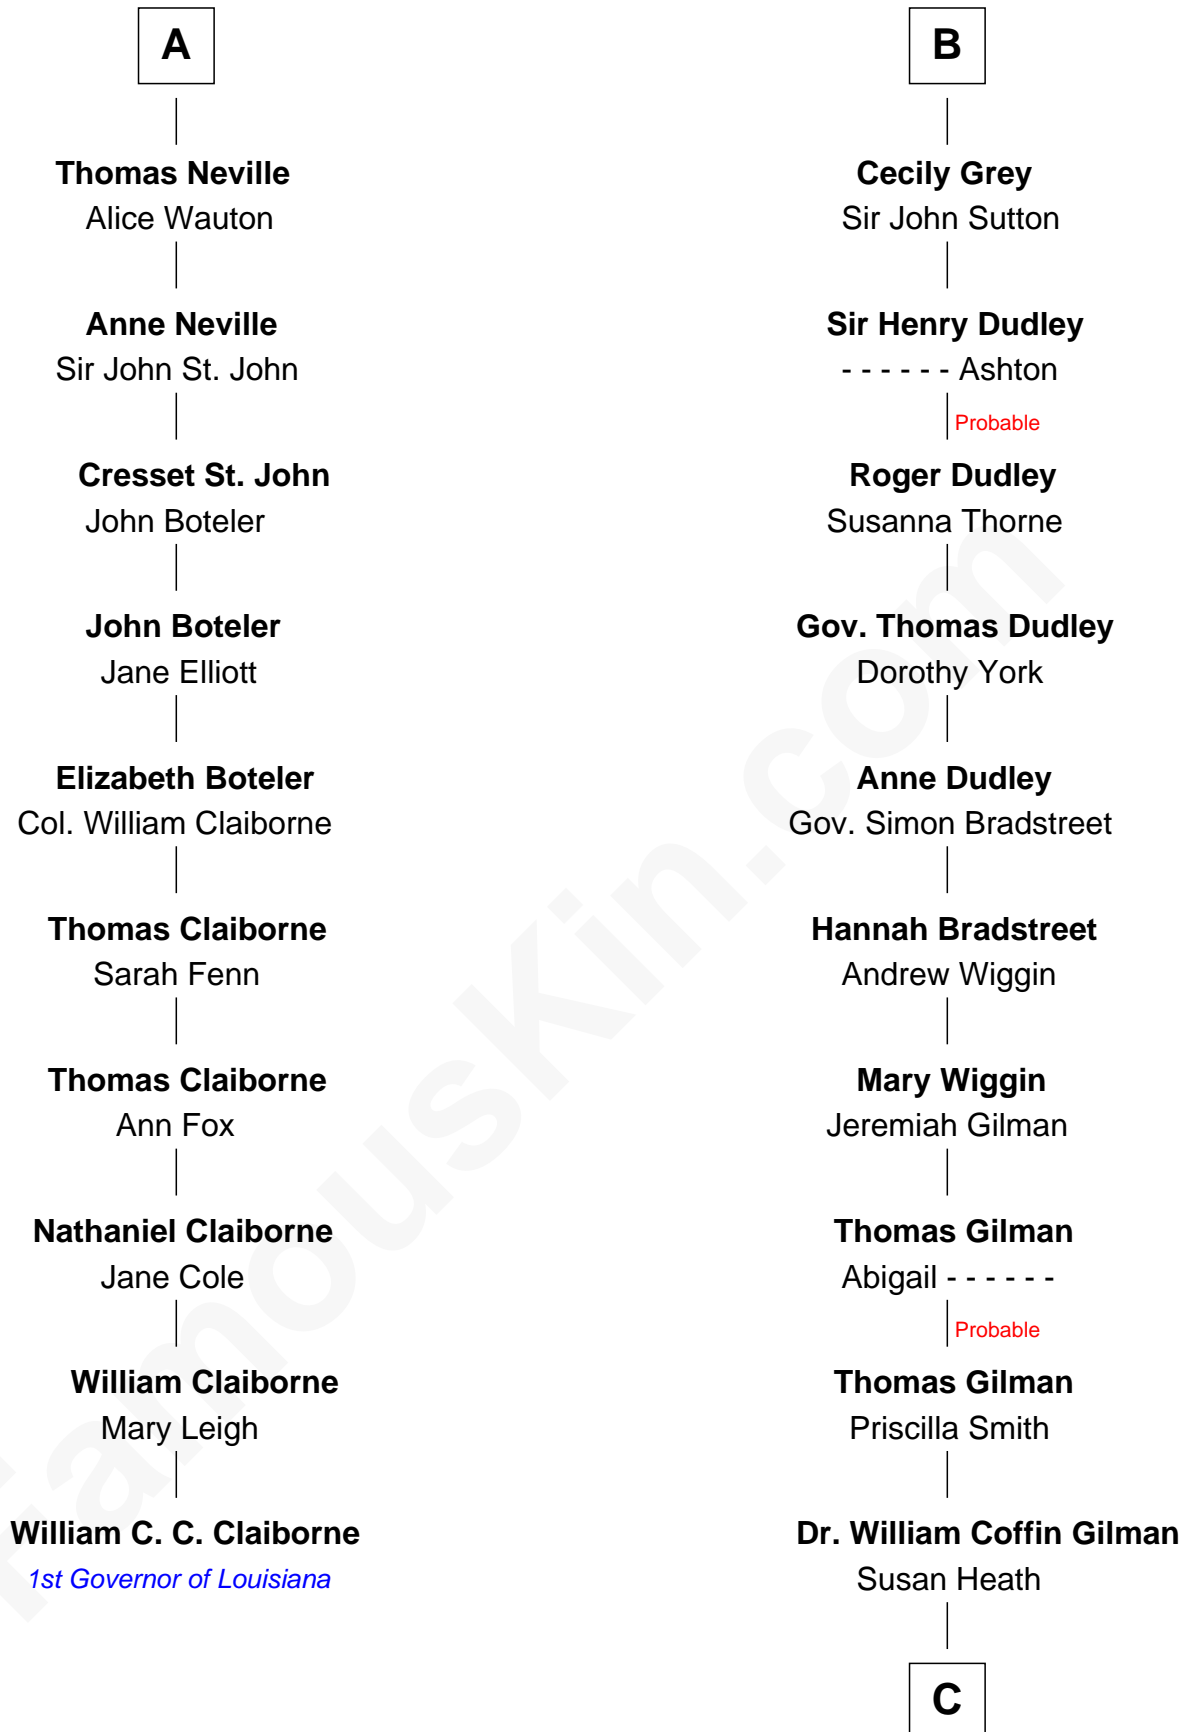 A
Thomas Neville
Alice Wauton
Anne Neville
Sir John St. John
Cresset St. John
John Boteler
John Boteler
Jane Elliott
Elizabeth Boteler
Col. William Claiborne
Thomas Claiborne
Sarah Fenn
Thomas Claiborne
Ann Fox
Nathaniel Claiborne
Jane Cole
William Claiborne
Mary Leigh
William C. C. Claiborne
1st Governor of Louisiana
B
Cecily Grey
Sir John Sutton
Sir Henry Dudley
- - - - - - Ashton
Probable
Roger Dudley
Susanna Thorne
Gov. Thomas Dudley
Dorothy York
Anne Dudley
Gov. Simon Bradstreet
Hannah Bradstreet
Andrew Wiggin
Mary Wiggin
Jeremiah Gilman
Thomas Gilman
Abigail - - - - - -
Probable
Thomas Gilman
Priscilla Smith
Dr. William Coffin Gilman
Susan Heath
C
FamousKin.com